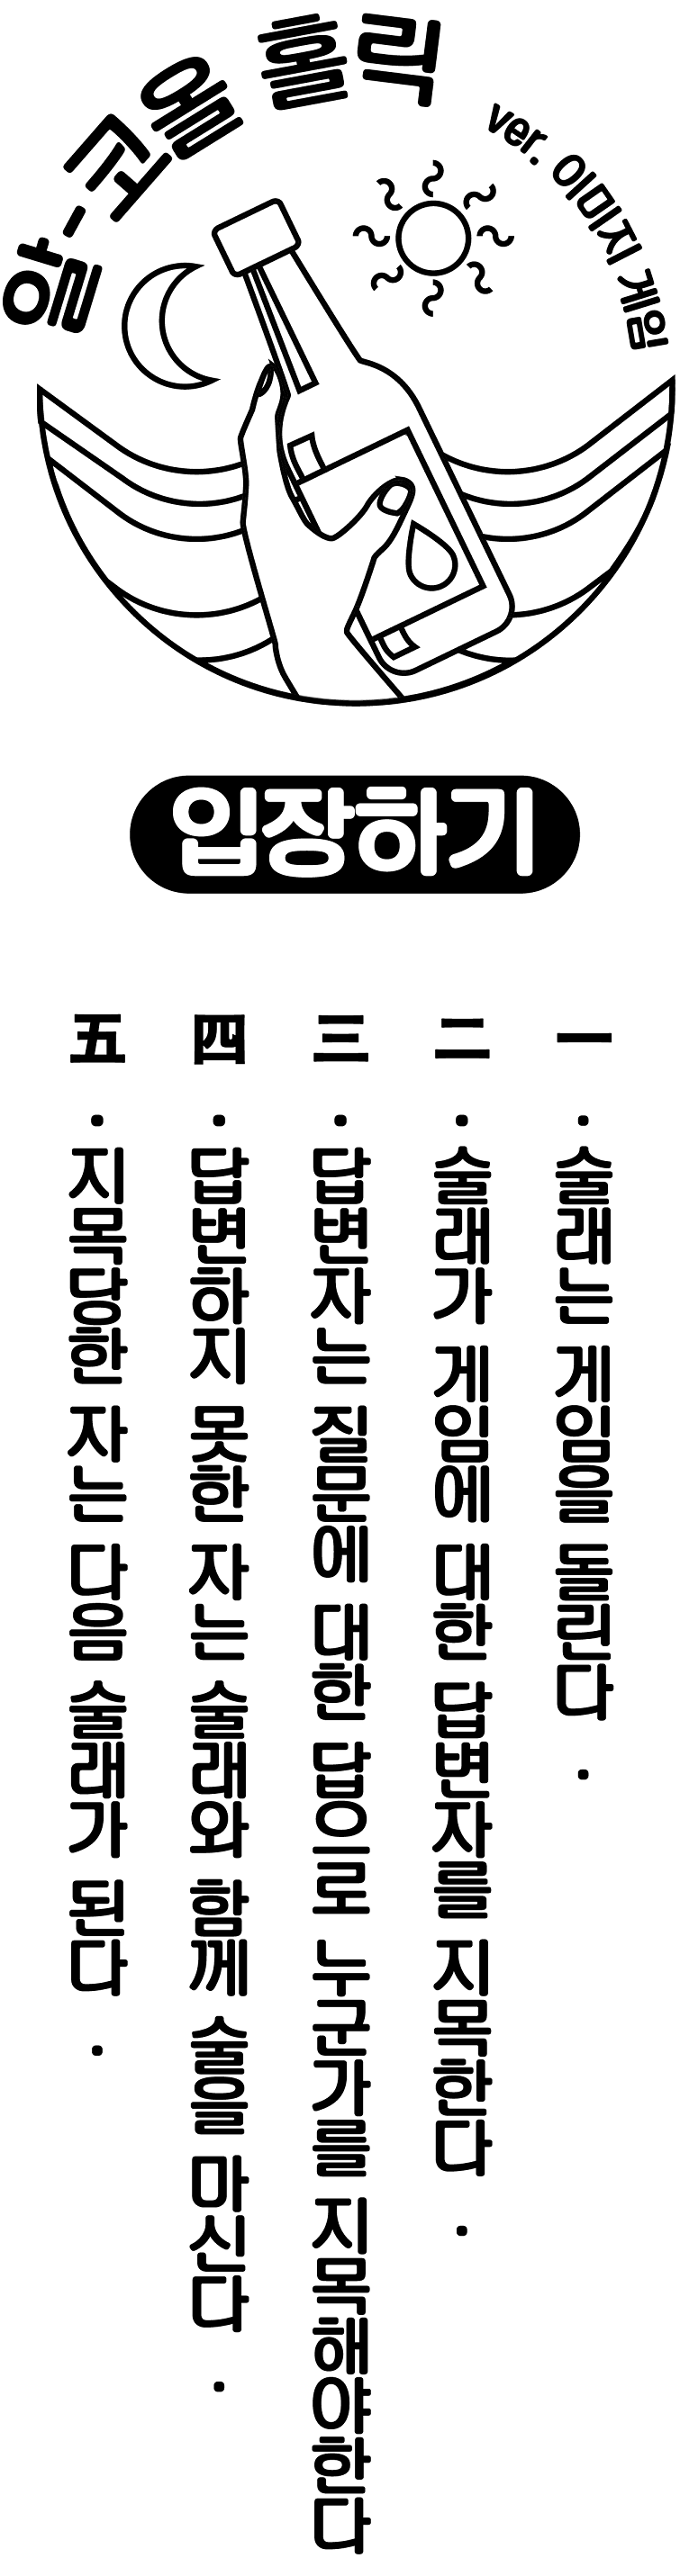 알-코올 홀릭
ver. 이미지 게임
입장하기
一. 술래는 게임을 돌린다.
二. 술래가 게임에 대한 답변자를 지목한다.
三. 답변자는 질문에 대한 답으로 누군가를 지목해야한다
四. 답변하지 못한 자는 술래와 함께 술을 마신다.
五. 지목당한 자는 다음 술래가 된다.